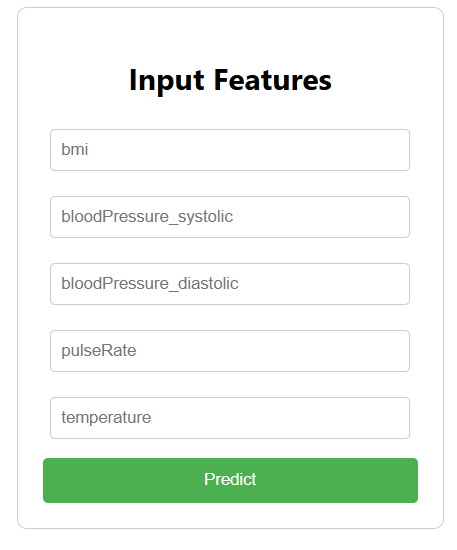 Input Features
bmi
bloodPressure_systolic
bloodPressure_diastolic
pulseRate
temperature
Predict